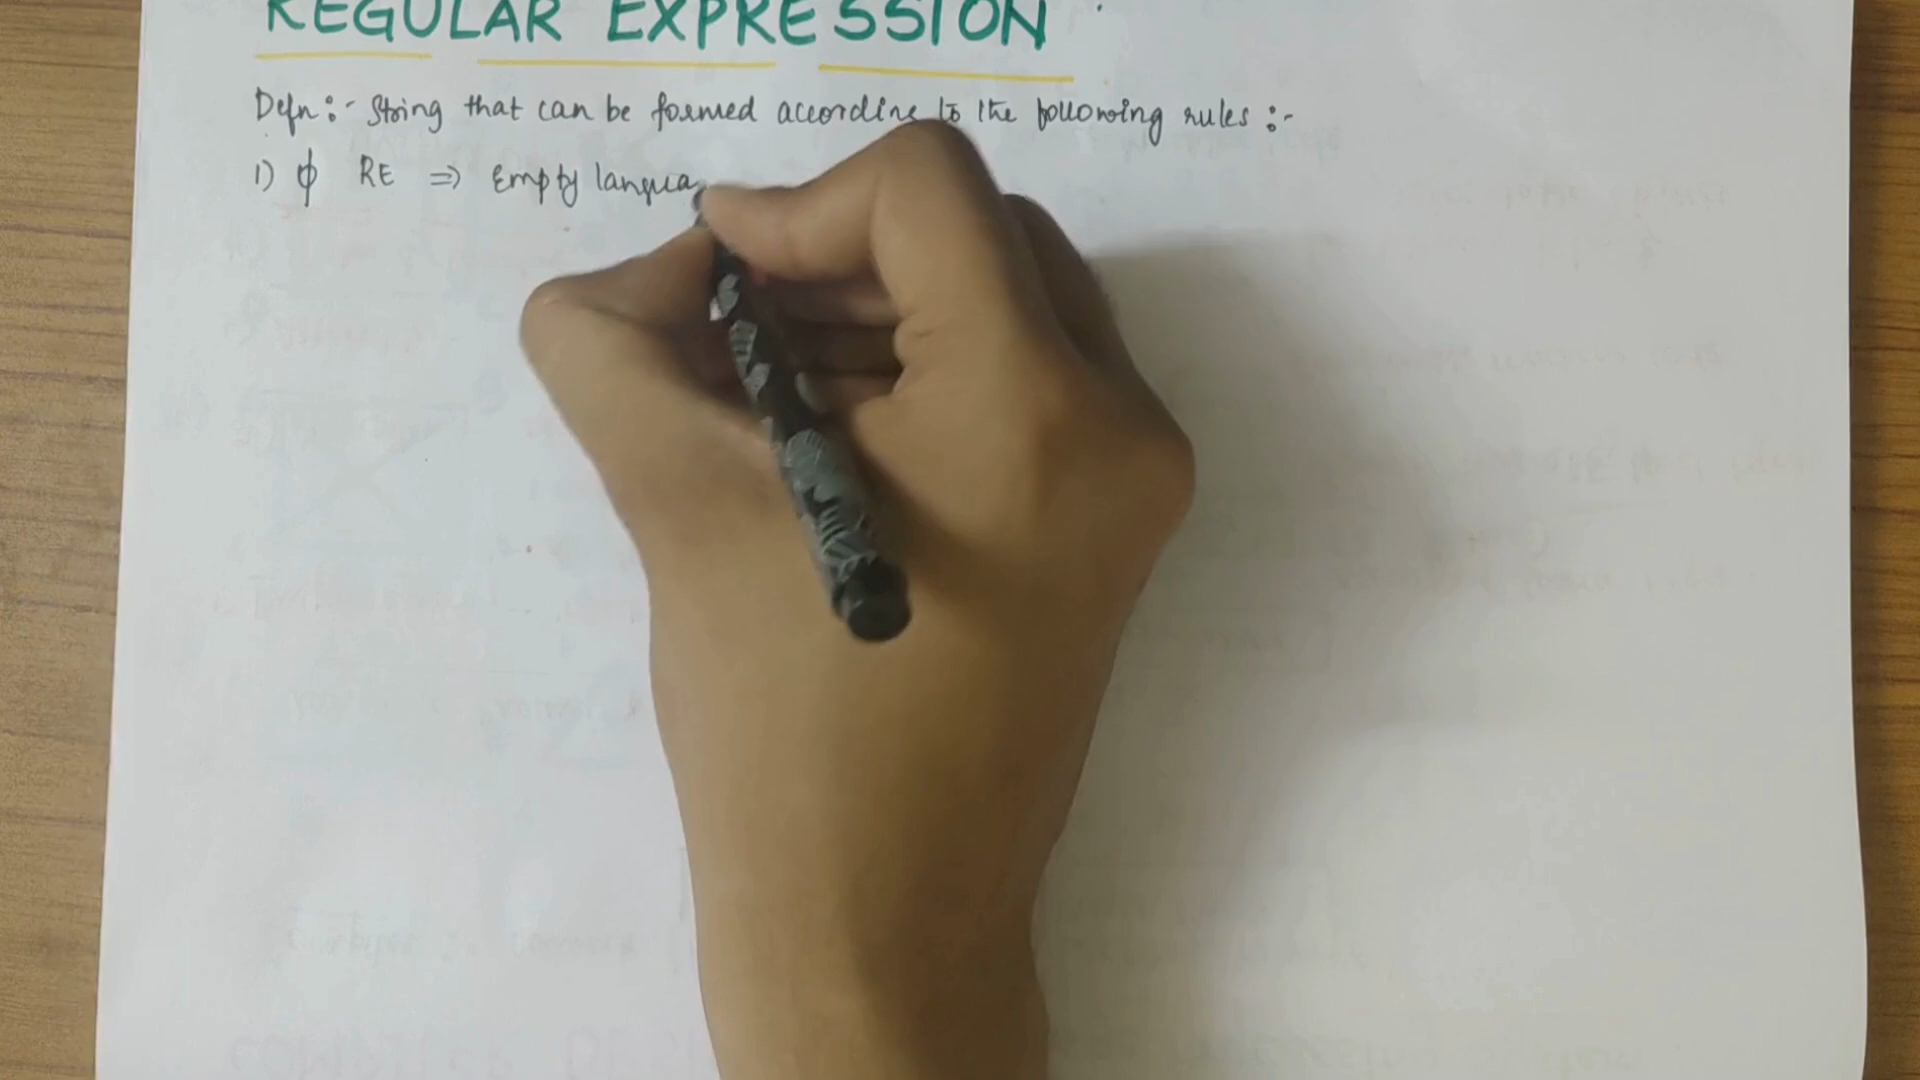 REGULAR EXPRESSION
Defn:- String that can be formed according to the following rules :-
1) ϕ RE ⇒ Empty langua